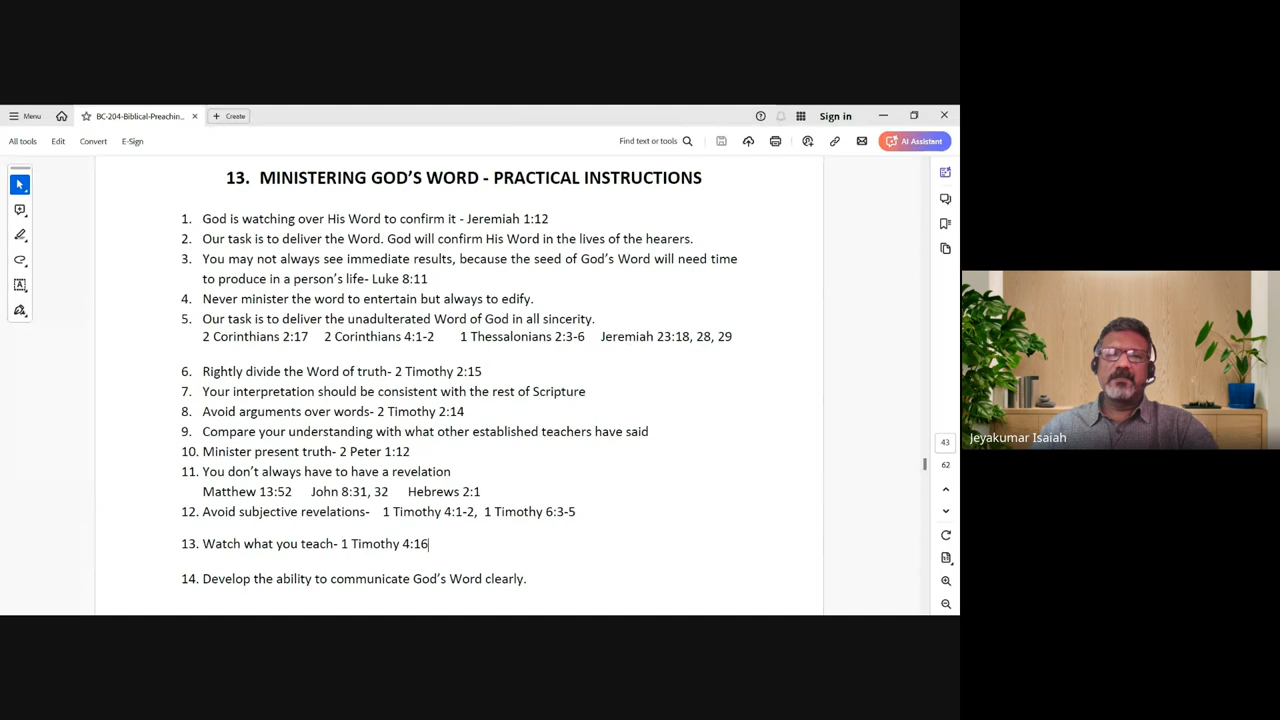 Menu
BC-204-Biblical-Preachin...
Create
Sign in
All tools Edit Convert E-Sign
Find text or tools
AI Assistant
13. MINISTERING GOD'S WORD - PRACTICAL INSTRUCTIONS
1. God is watching over His Word to confirm it - Jeremiah 1:12
2. Our task is to deliver the Word. God will confirm His Word in the lives of the hearers.
3. You may not always see immediate results, because the seed of God's Word will need time
to produce in a person's life- Luke 8:11
4. Never minister the word to entertain but always to edify.
5. Our task is to deliver the unadulterated Word of God in all sincerity.
2 Corinthians 2:17 2 Corinthians 4:1-2 1 Thessalonians 2:3-6 Jeremiah 23:18, 28, 29
6. Rightly divide the Word of truth- 2 Timothy 2:15
7. Your interpretation should be consistent with the rest of Scripture
8. Avoid arguments over words- 2 Timothy 2:14
9. Compare your understanding with what other established teachers have said
10. Minister present truth- 2 Peter 1:12
11. You don't always have to have a revelation
Matthew 13:52 John 8:31, 32 Hebrews 2:1
12. Avoid subjective revelations- 1 Timothy 4:1-2, 1 Timothy 6:3-5
13. Watch what you teach- 1 Timothy 4:16
14. Develop the ability to communicate God's Word clearly.
43
62
Jeyakumar Isaiah